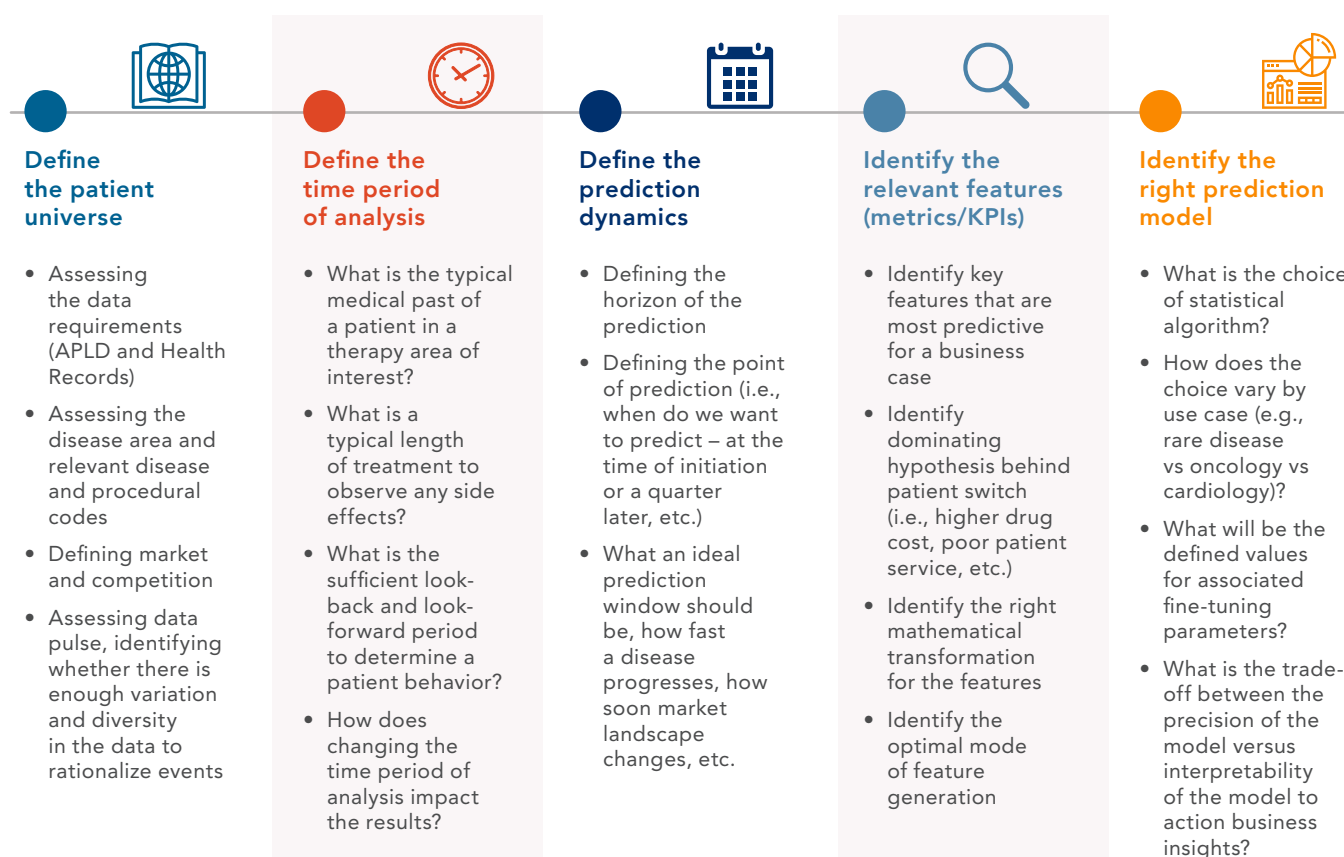 Define
the patient
universe
• Assessing
the data
requirements
(APLD and Health
Records)
• Assessing the
disease area and
relevant disease
and procedural
codes
• Defining market
and competition
• Assessing data
pulse, identifying
whether there is
enough variation
and diversity
in the data to
rationalize events
Define the
time period
of analysis
• What is the typical
medical past of
a patient in a
therapy area of
interest?
• What is a
typical length
of treatment to
observe any side
effects?
• What is the
sufficient look-
back and look-
forward period
to determine a
patient behavior?
• How does
changing the
time period of
analysis impact
the results?
Define the
prediction
dynamics
• Defining the
horizon of the
prediction
• Defining the point
of prediction (i.e.,
when do we want
to predict – at the
time of initiation
or a quarter
later, etc.)
• What an ideal
prediction
window should
be, how fast
a disease
progresses, how
soon market
landscape
changes, etc.
Identify the
relevant features
(metrics/KPIs)
• Identify key
features that are
most predictive
for a business
case
• Identify
dominating
hypothesis behind
patient switch
(i.e., higher drug
cost, poor patient
service, etc.)
• Identify the right
mathematical
transformation
for the features
• Identify the
optimal mode
of feature
generation
Identify the
right prediction
model
• What is the choice
of statistical
algorithm?
• How does the
choice vary by
use case (e.g.,
rare disease
vs oncology vs
cardiology)?
• What will be the
defined values
for associated
fine-tuning
parameters?
• What is the trade-
off between the
precision of the
model versus
interpretability
of the model to
action business
insights?